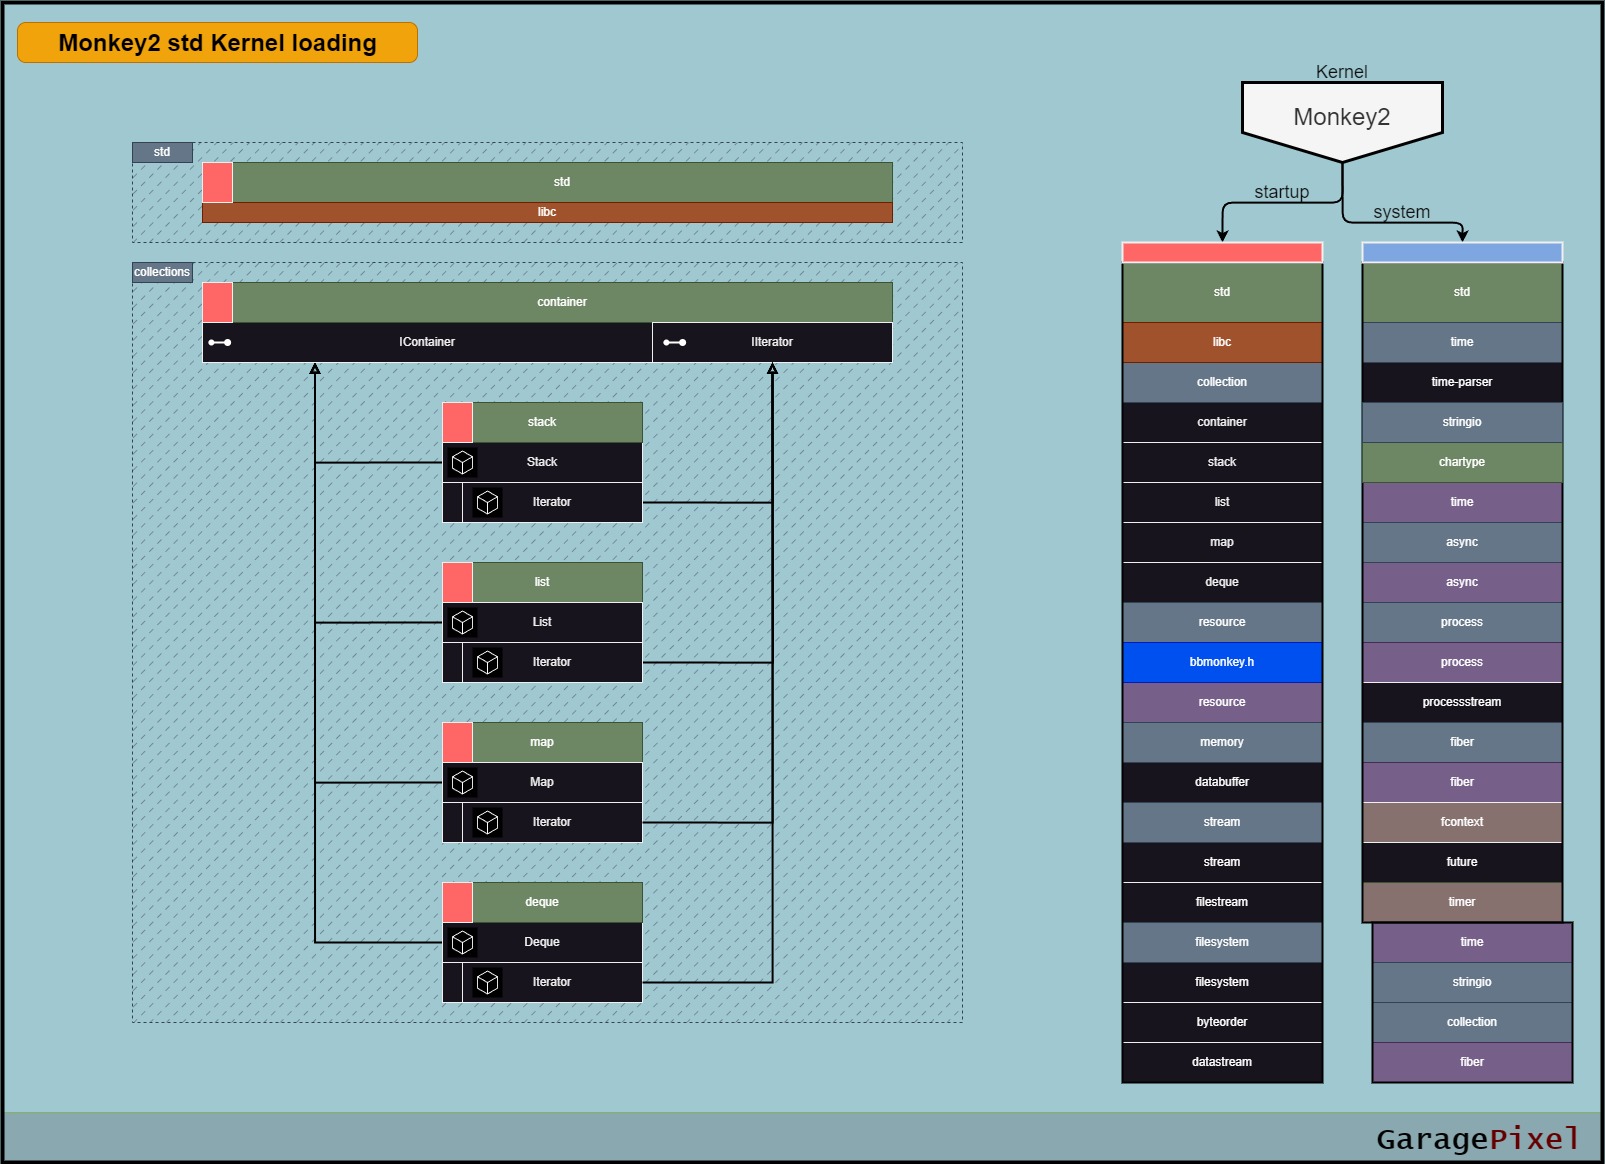 Monkey2 std Kernel loading
Kernel
Monkey2
startup
system
std
std
libc
collections
container
IContainer
IIterator
stack
Stack
Iterator
list
List
Iterator
map
Map
Iterator
deque
Deque
Iterator
std
libc
collection
container
stack
list
map
deque
resource
bbmonkey.h
resource
memory
databuffer
stream
stream
filestream
filesystem
filesystem
byteorder
datastream
std
time
time-parser
stringio
chartype
time
async
async
process
process
processstream
fiber
fiber
fcontext
future
timer
time
stringio
collection
fiber
GaragePixel